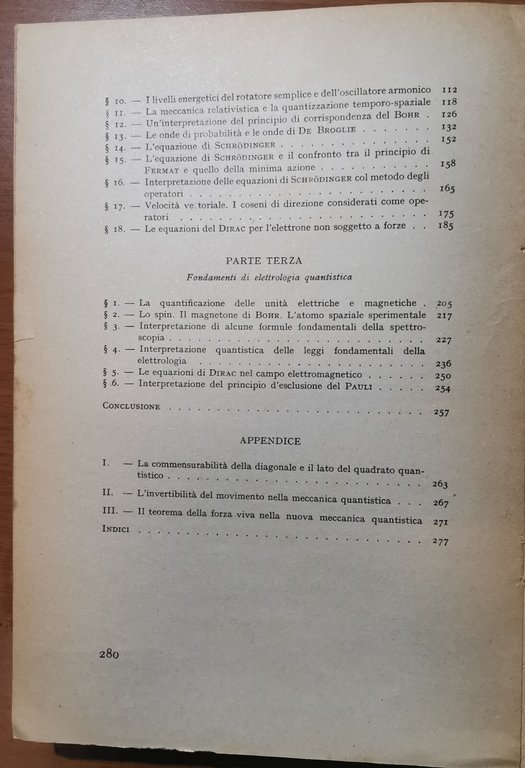 § 10. — I livelli energetici del rotatore semplice e dell'oscillatore armonico 112
§ 11. — La meccanica relativistica e la quantizzazione temporo-spaziale 118
§ 12. — Un'interpretazione del principio di corrispondenza del BOHR . 126
§ 13. — Le onde di probabilità e le onde di DE BROGLIE . . . . . . . 132
§ 14. — L'equazione di SCHRÖDINGER . . . . . . . . . . . . . . . 152
§ 15. — L'equazione di SCHRÖDINGER e il confronto tra il principio di
FERMAT e quello della minima azione . . . . . . . . . . . 158
§ 16. — Interpretazione delle equazioni di SCHRÖDINGER col metodo degli
operatori . . . . . . . . . . . . . . . . . . . . . . . 165
§ 17. — Velocità vettoriale. I coseni di direzione considerati come ope-
ratori . . . . . . . . . . . . . . . . . . . . . . . . 175
§ 18. — Le equazioni del DIRAC per l'elettrone non soggetto a forze . . 185
PARTE TERZA
Fondamenti di elettrologia quantistica
§ 1. — La quantificazione delle unità elettriche e magnetiche . 205
§ 2. — Lo spin. Il magnetone di BOHR. L'atomo spaziale sperimentale 217
§ 3. — Interpretazione di alcune formule fondamentali della spettro-
scopia . . . . . . . . . . . . . . . . . . . . . . . . 227
§ 4. — Interpretazione quantistica delle leggi fondamentali della
elettrologia . . . . . . . . . . . . . . . . . . . . . 236
§ 5. — Le equazioni di DIRAC nel campo elettromagnetico . . . . . . 250
§ 6. — Interpretazione del principio d'esclusione del PAULI . . . . . 254
CONCLUSIONE . . . . . . . . . . . . . . . . . . . . . . . . 257
APPENDICE
I. — La commensurabilità della diagonale e il lato del quadrato quan-
tistico . . . . . . . . . . . . . . . . . . . . . . . . 263
II. — L'invertibilità del movimento nella meccanica quantistica . . . 267
III. — Il teorema della forza viva nella nuova meccanica quantistica 271
INDICI . . . . . . . . . . . . . . . . . . . . . . . . . . 277
280